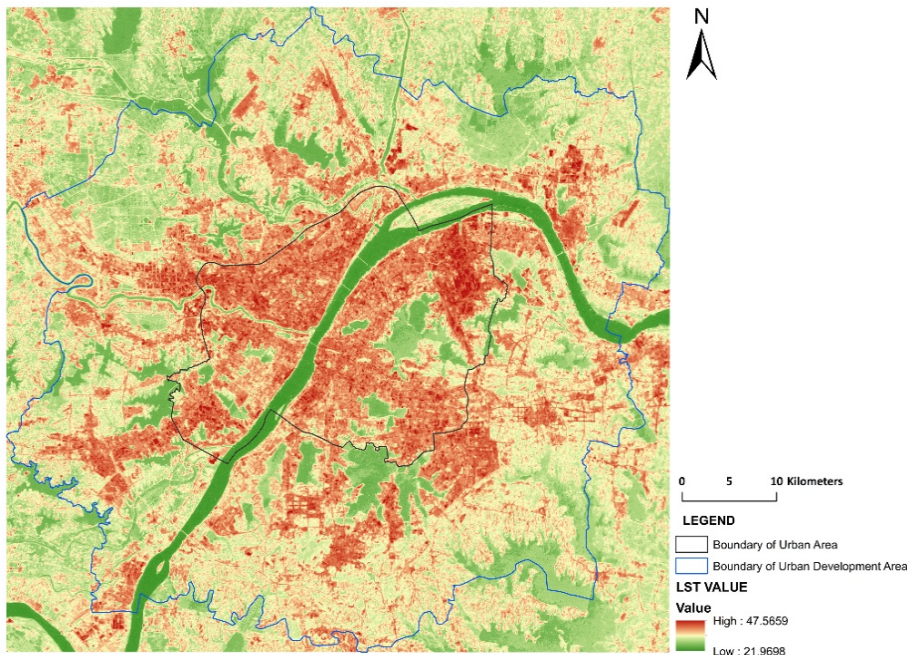 N
0 5 10 Kilometers
LEGEND
Boundary of Urban Area
Boundary of Urban Development Area
LST VALUE
Value
High : 47.5659
Low : 21.9698